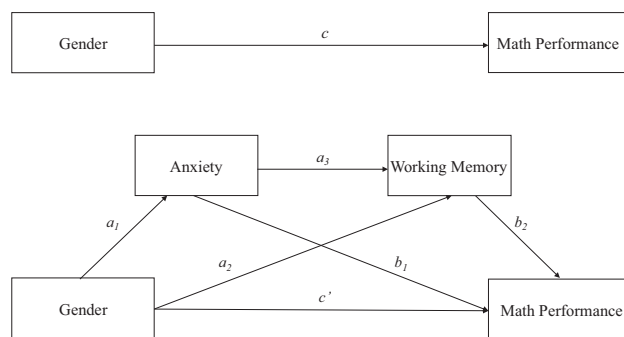 c
Gender
Math Performance
Anxiety
a3
Working Memory
a1
a2
b1
b2
Gender
c’
Math Performance